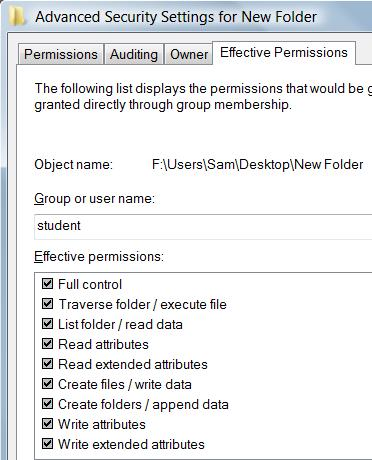 Advanced Security Settings for New Folder
Permissions Auditing Owner Effective Permissions
The following list displays the permissions that would be
granted directly through group membership.
Object name: F:\Users\Sam\Desktop\New Folder
Group or user name:
student
Effective permissions:
Full control
Traverse folder / execute file
List folder / read data
Read attributes
Read extended attributes
Create files / write data
Create folders / append data
Write attributes
Write extended attributes